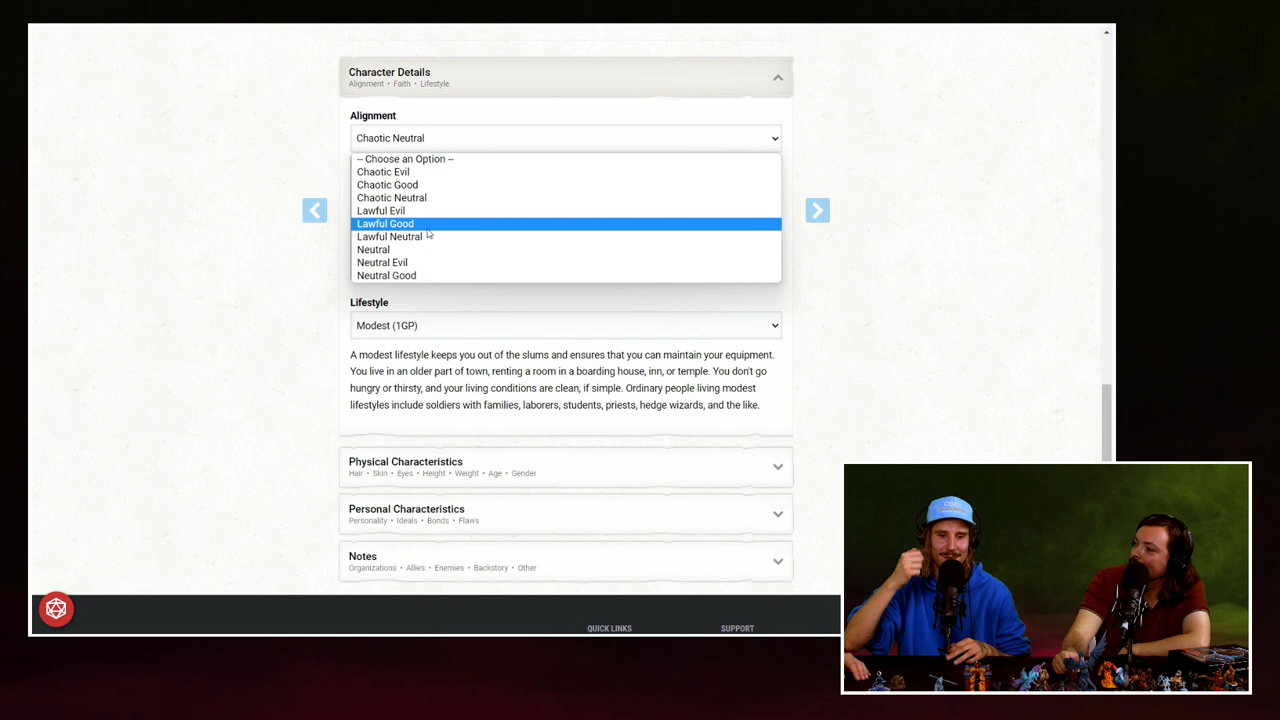 Character Details
Alignment • Faith • Lifestyle
Alignment
Chaotic Neutral
-- Choose an Option --
Chaotic Evil
Chaotic Good
Chaotic Neutral
Lawful Evil
Lawful Good
Lawful Neutral
Neutral
Neutral Evil
Neutral Good
Lifestyle
Modest (1GP)
A modest lifestyle keeps you out of the slums and ensures that you can maintain your equipment.
You live in an older part of town, renting a room in a boarding house, inn, or temple. You don't go
hungry or thirsty, and your living conditions are clean, if simple. Ordinary people living modest
lifestyles include soldiers with families, laborers, students, priests, hedge wizards, and the like.
Physical Characteristics
Hair • Skin • Eyes • Height • Weight • Age • Gender
Personal Characteristics
Personality • Ideals • Bonds • Flaws
Notes
Organizations • Allies • Enemies • Backstory • Other
QUICK LINKS
SUPPORT